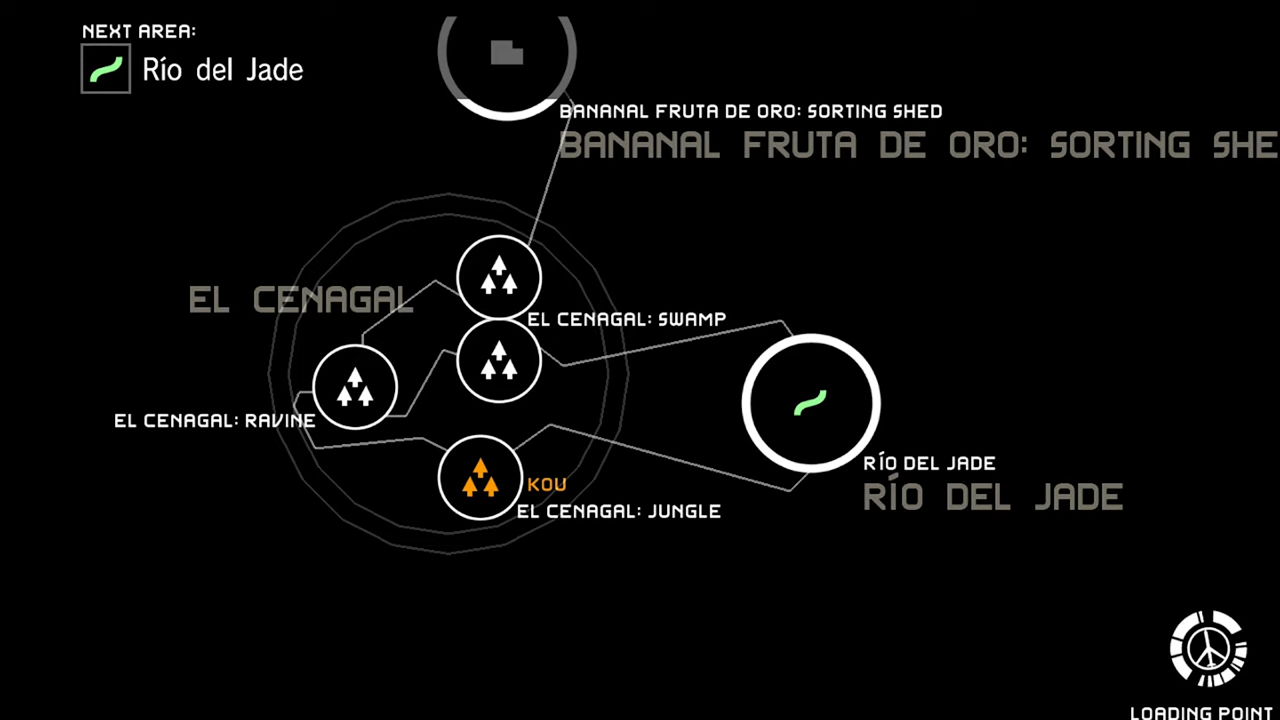 NEXT AREA:
Río del Jade
BANANAL FRUTA DE ORO: SORTING SHED
BANANAL FRUTA DE ORO: SORTING SHE
EL CENAGAL
EL CENAGAL: SWAMP
EL CENAGAL: RAVINE
RÍO DEL JADE
RÍO DEL JADE
KOU
EL CENAGAL: JUNGLE
LOADING POINT